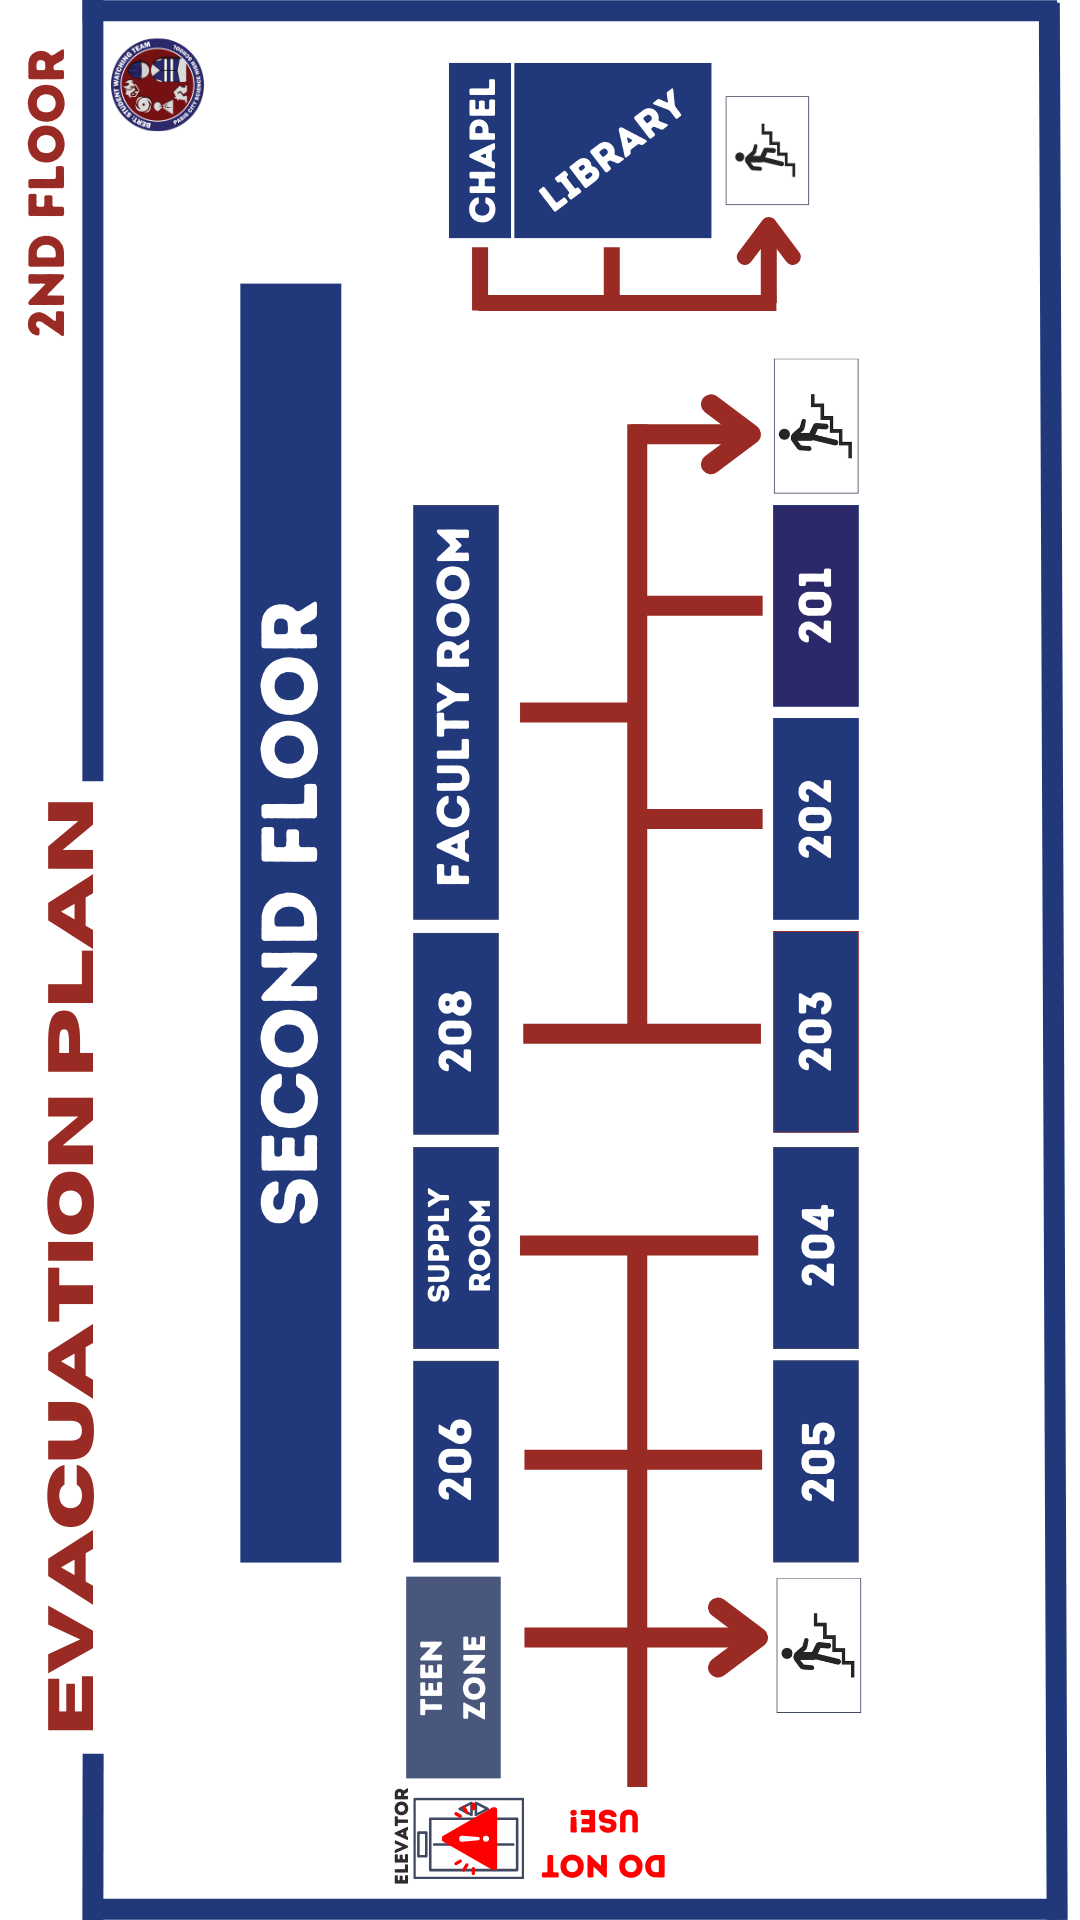 2ND FLOOR
EVACUATION PLAN
BERT: STUDENT WATCHING TEAM
PASIG CITY SCIENCE HIGH SCHOOL
SECOND FLOOR
ELEVATOR
DO NOT
USE!
TEEN
ZONE
206
SUPPLY
ROOM
208
FACULTY ROOM
CHAPEL
LIBRARY
205
204
203
202
201